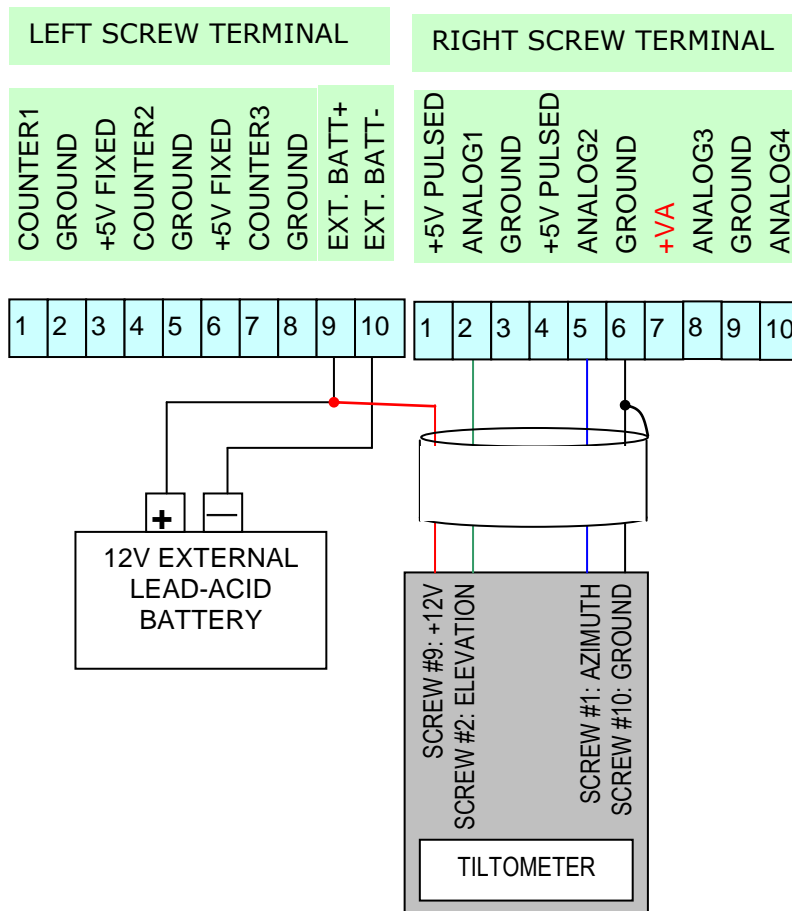 LEFT SCREW TERMINAL
RIGHT SCREW TERMINAL
COUNTER1
GROUND
+5V FIXED
COUNTER2
GROUND
+5V FIXED
COUNTER3
GROUND
EXT. BATT+
EXT. BATT-
+5V PULSED
ANALOG1
GROUND
+5V PULSED
ANALOG2
GROUND
+VA
ANALOG3
GROUND
ANALOG4
1 2 3 4 5 6 7 8 9 10
1 2 3 4 5 6 7 8 9 10
+ —
12V EXTERNAL
LEAD-ACID
BATTERY
SCREW #9: +12V
SCREW #2: ELEVATION
SCREW #1: AZIMUTH
SCREW #10: GROUND
TILTOMETER